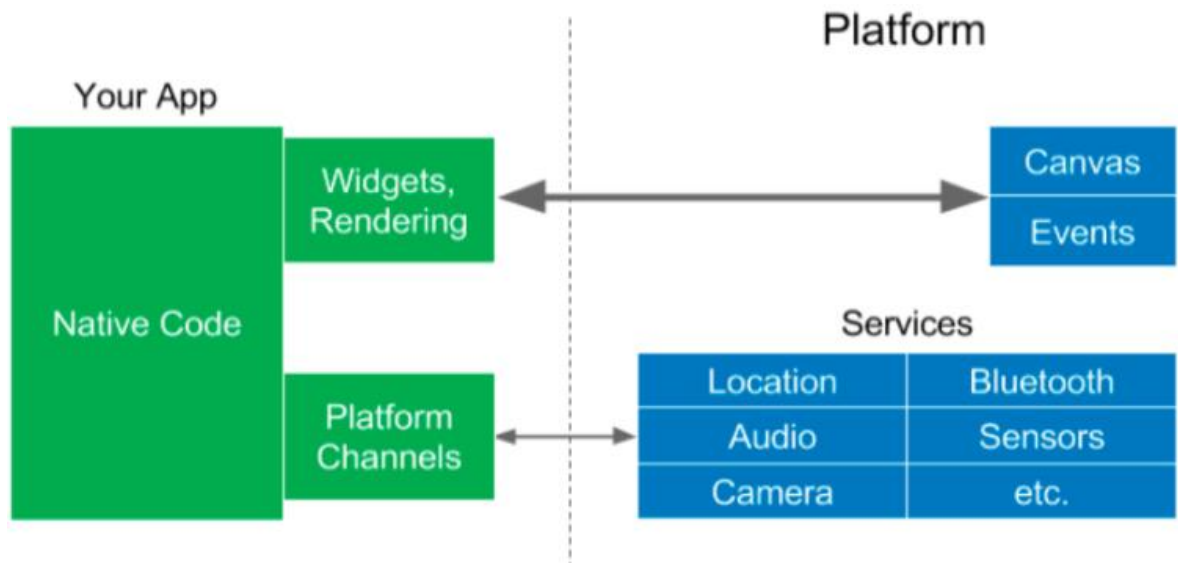 Platform
Your App
Widgets,
Rendering
Native Code
Platform
Channels
Canvas
Events
Services
Location
Bluetooth
Audio
Sensors
Camera
etc.